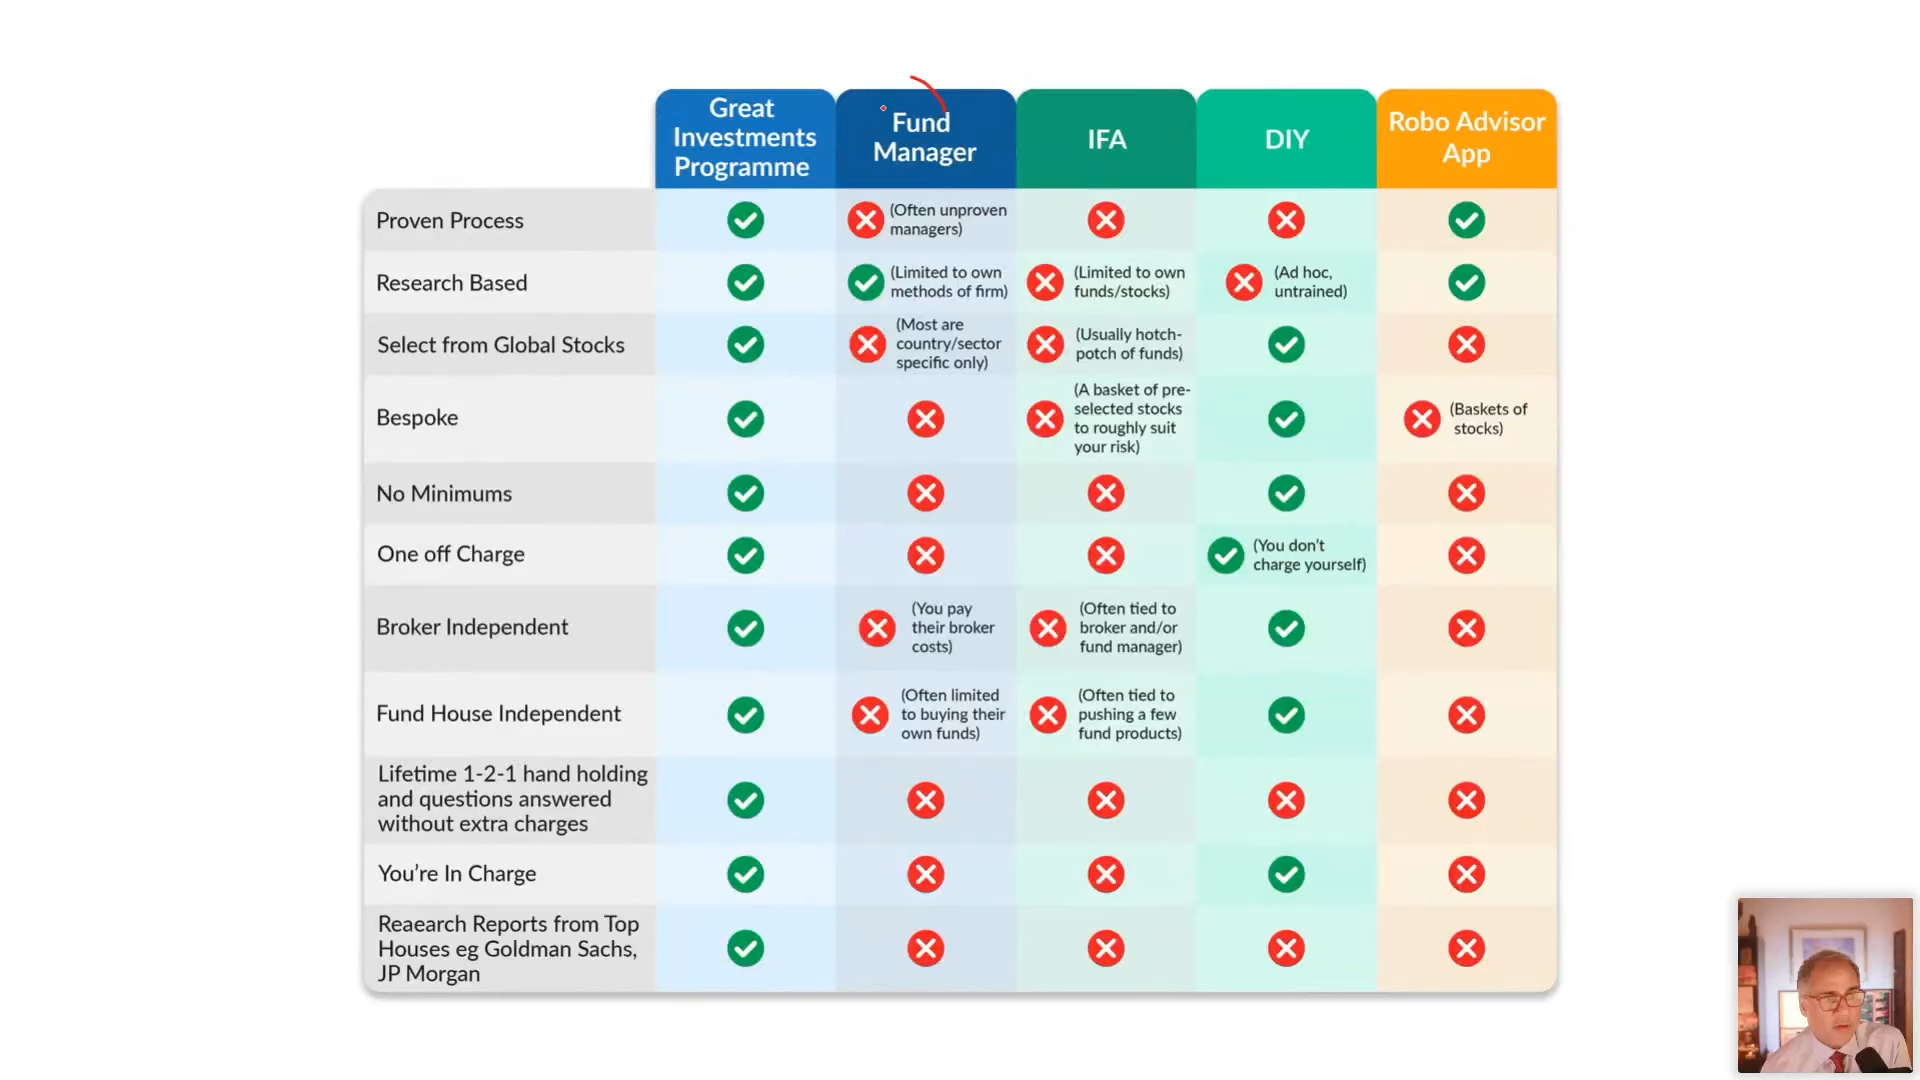 Great
Investments
Programme
Fund
Manager
IFA
DIY
Robo Advisor
App
Proven Process
(Often unproven
managers)
Research Based
(Limited to own
methods of firm)
(Limited to own
funds/stocks)
(Ad hoc,
untrained)
Select from Global Stocks
(Most are
country/sector
specific only)
(Usually hotch-
potch of funds)
Bespoke
(A basket of pre-
selected stocks
to roughly suit
your risk)
(Baskets of
stocks)
No Minimums
One off Charge
(You don't
charge yourself)
Broker Independent
(You pay
their broker
costs)
(Often tied to
broker and/or
fund manager)
Fund House Independent
(Often limited
to buying their
own funds)
(Often tied to
pushing a few
fund products)
Lifetime 1-2-1 hand holding
and questions answered
without extra charges
You're In Charge
Reaearch Reports from Top
Houses eg Goldman Sachs,
JP Morgan